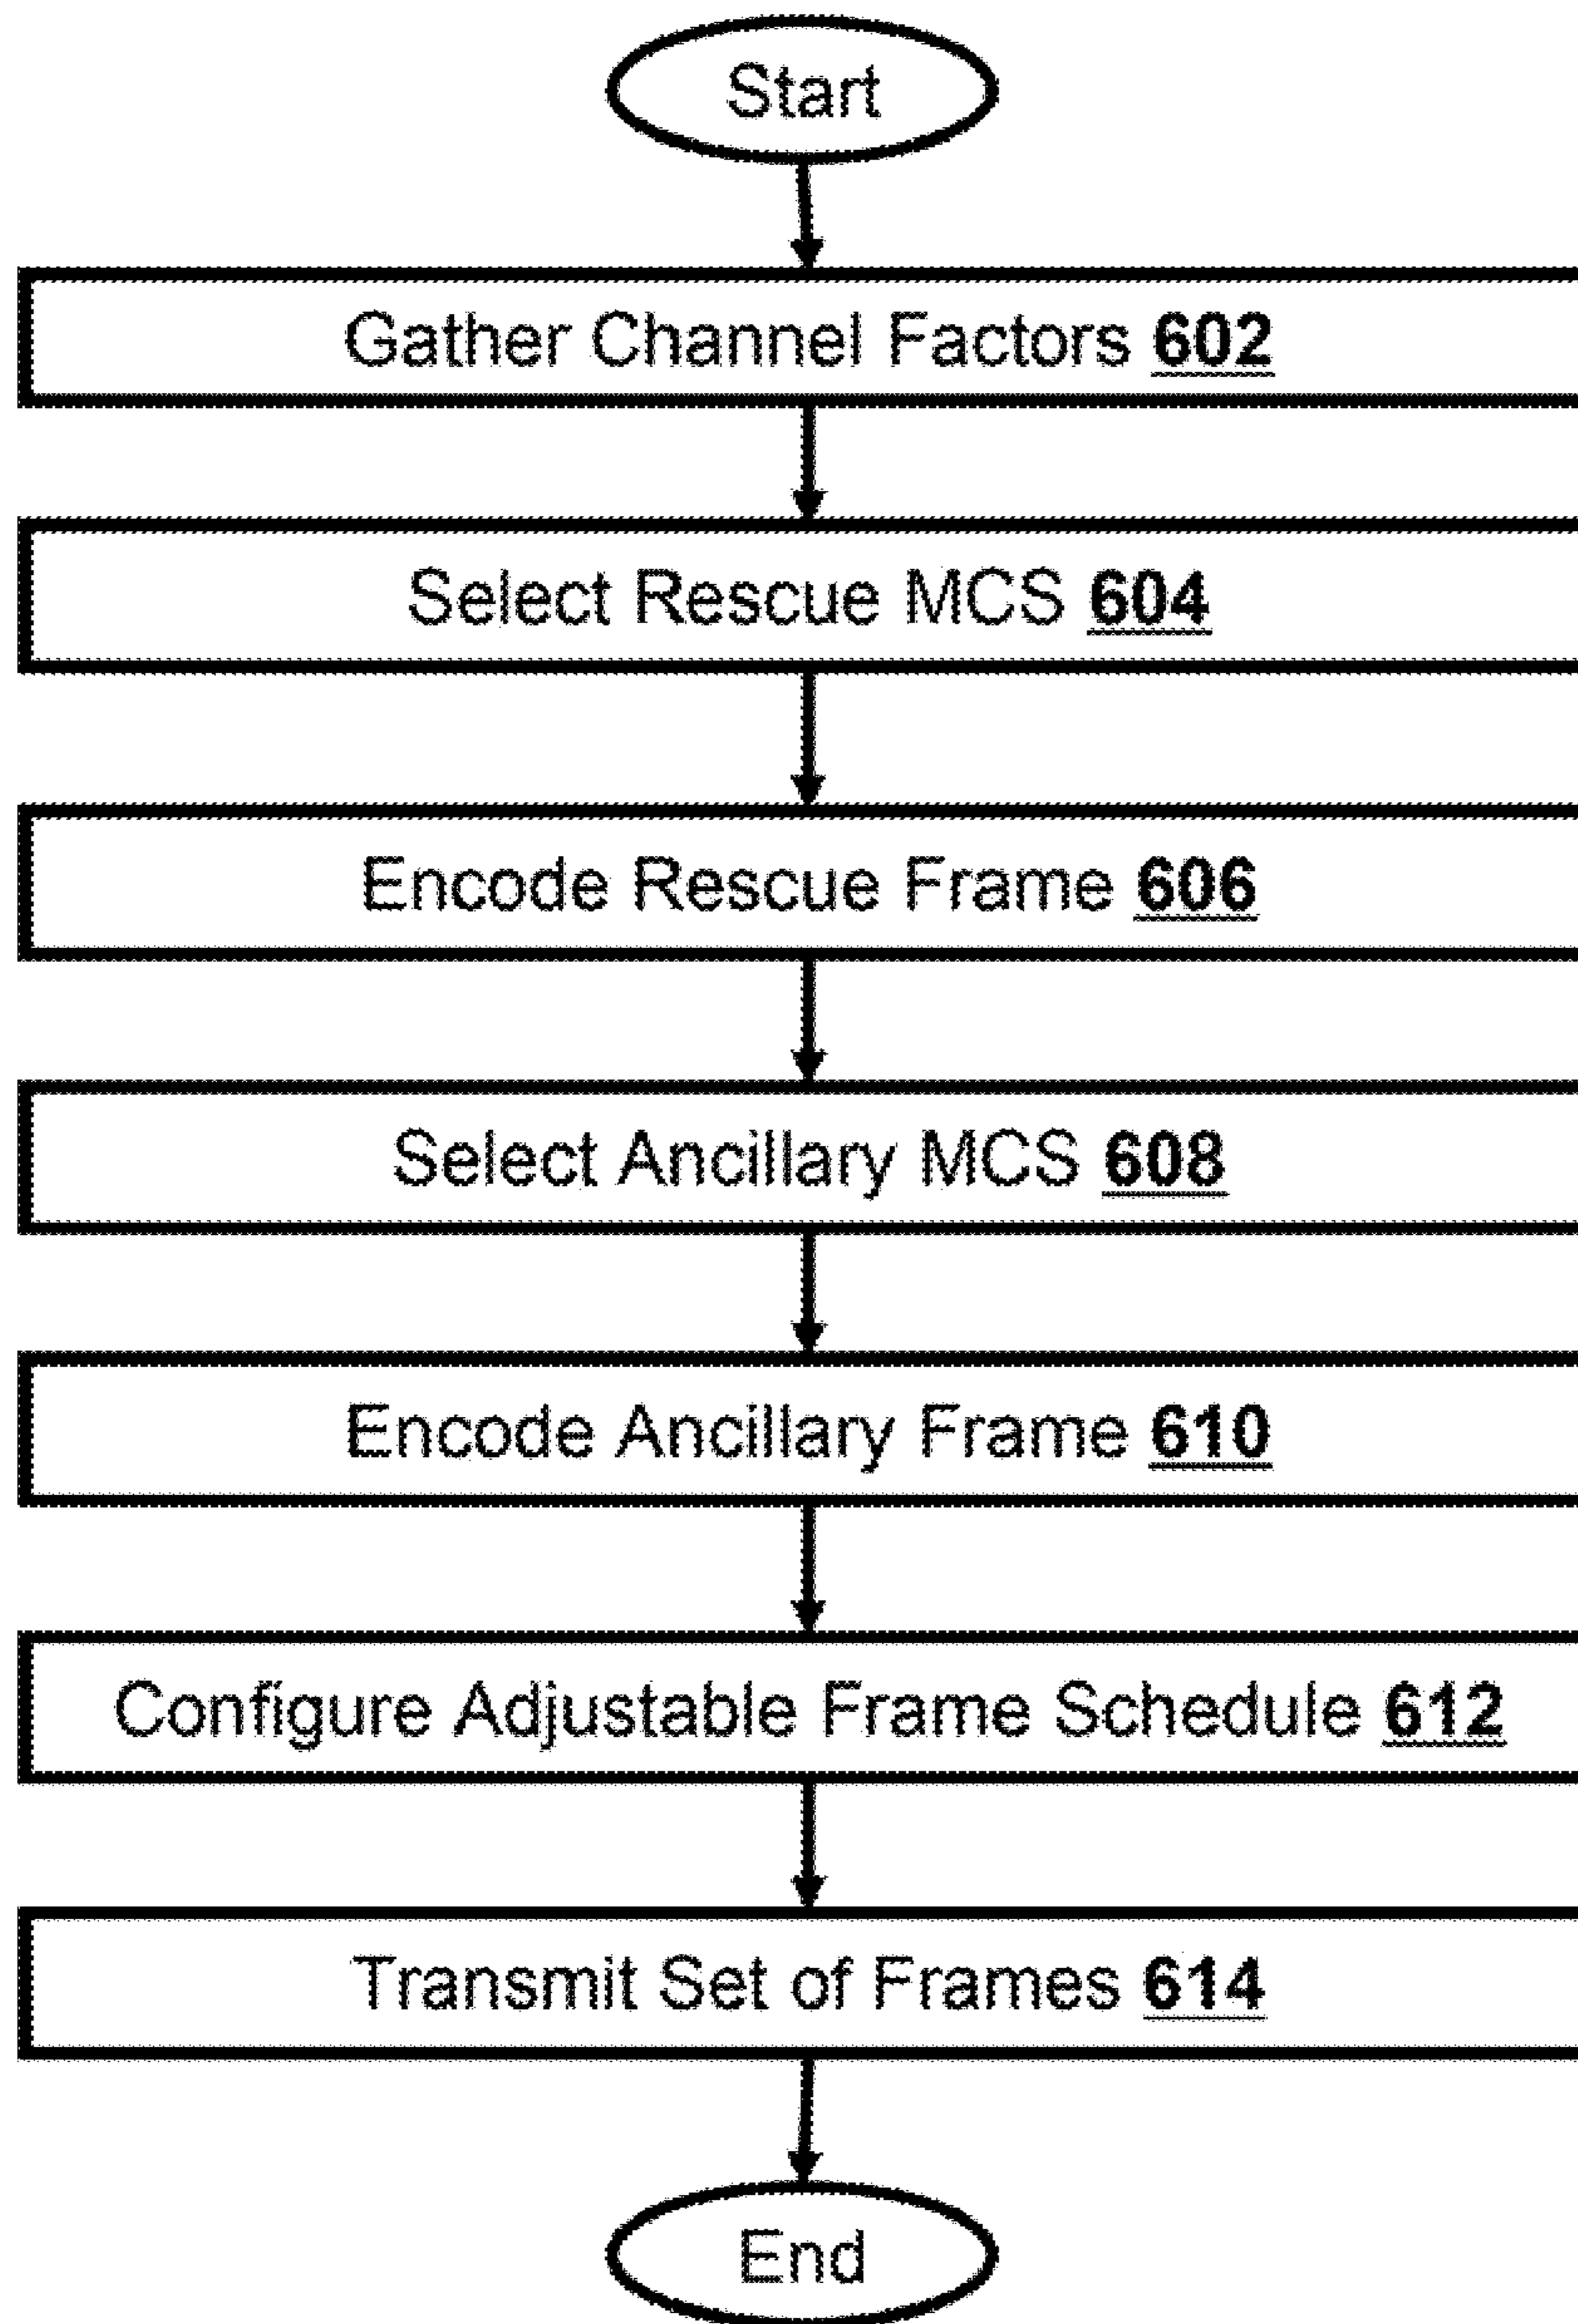 Start
Gather Channel Factors 602
Select Rescue MCS 604
Encode Rescue Frame 606
Select Ancillary MCS 608
Encode Ancillary Frame 610
Configure Adjustable Frame Schedule 612
Transmit Set of Frames 614
End